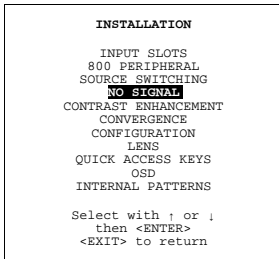 INSTALLATION
INPUT SLOTS
800 PERIPHERAL
SOURCE SWITCHING
NO SIGNAL
CONTRAST ENHANCEMENT
CONVERGENCE
CONFIGURATION
LENS
QUICK ACCESS KEYS
OSD
INTERNAL PATTERNS
Select with ↑ or ↓
then <ENTER>
<EXIT> to return